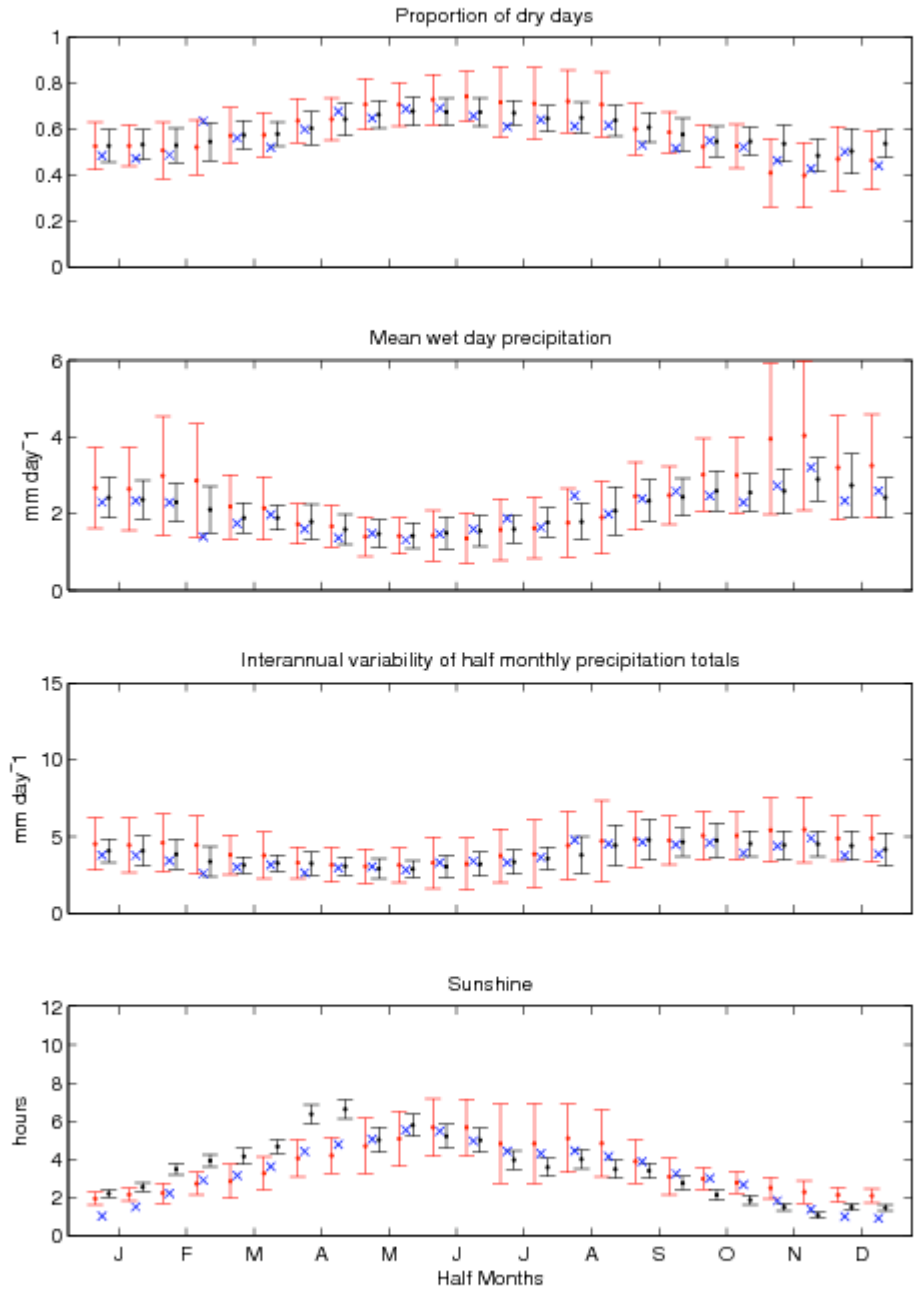 Proportion of dry days
1
0.8
0.6
0.4
0.2
0
Mean wet day precipitation
6
4
2
0
mm day¯1
Interannual variability of half monthly precipitation totals
15
10
5
0
mm day¯1
Sunshine
12
10
8
6
4
2
0
hours
J F M A M J J A S O N D
Half Months